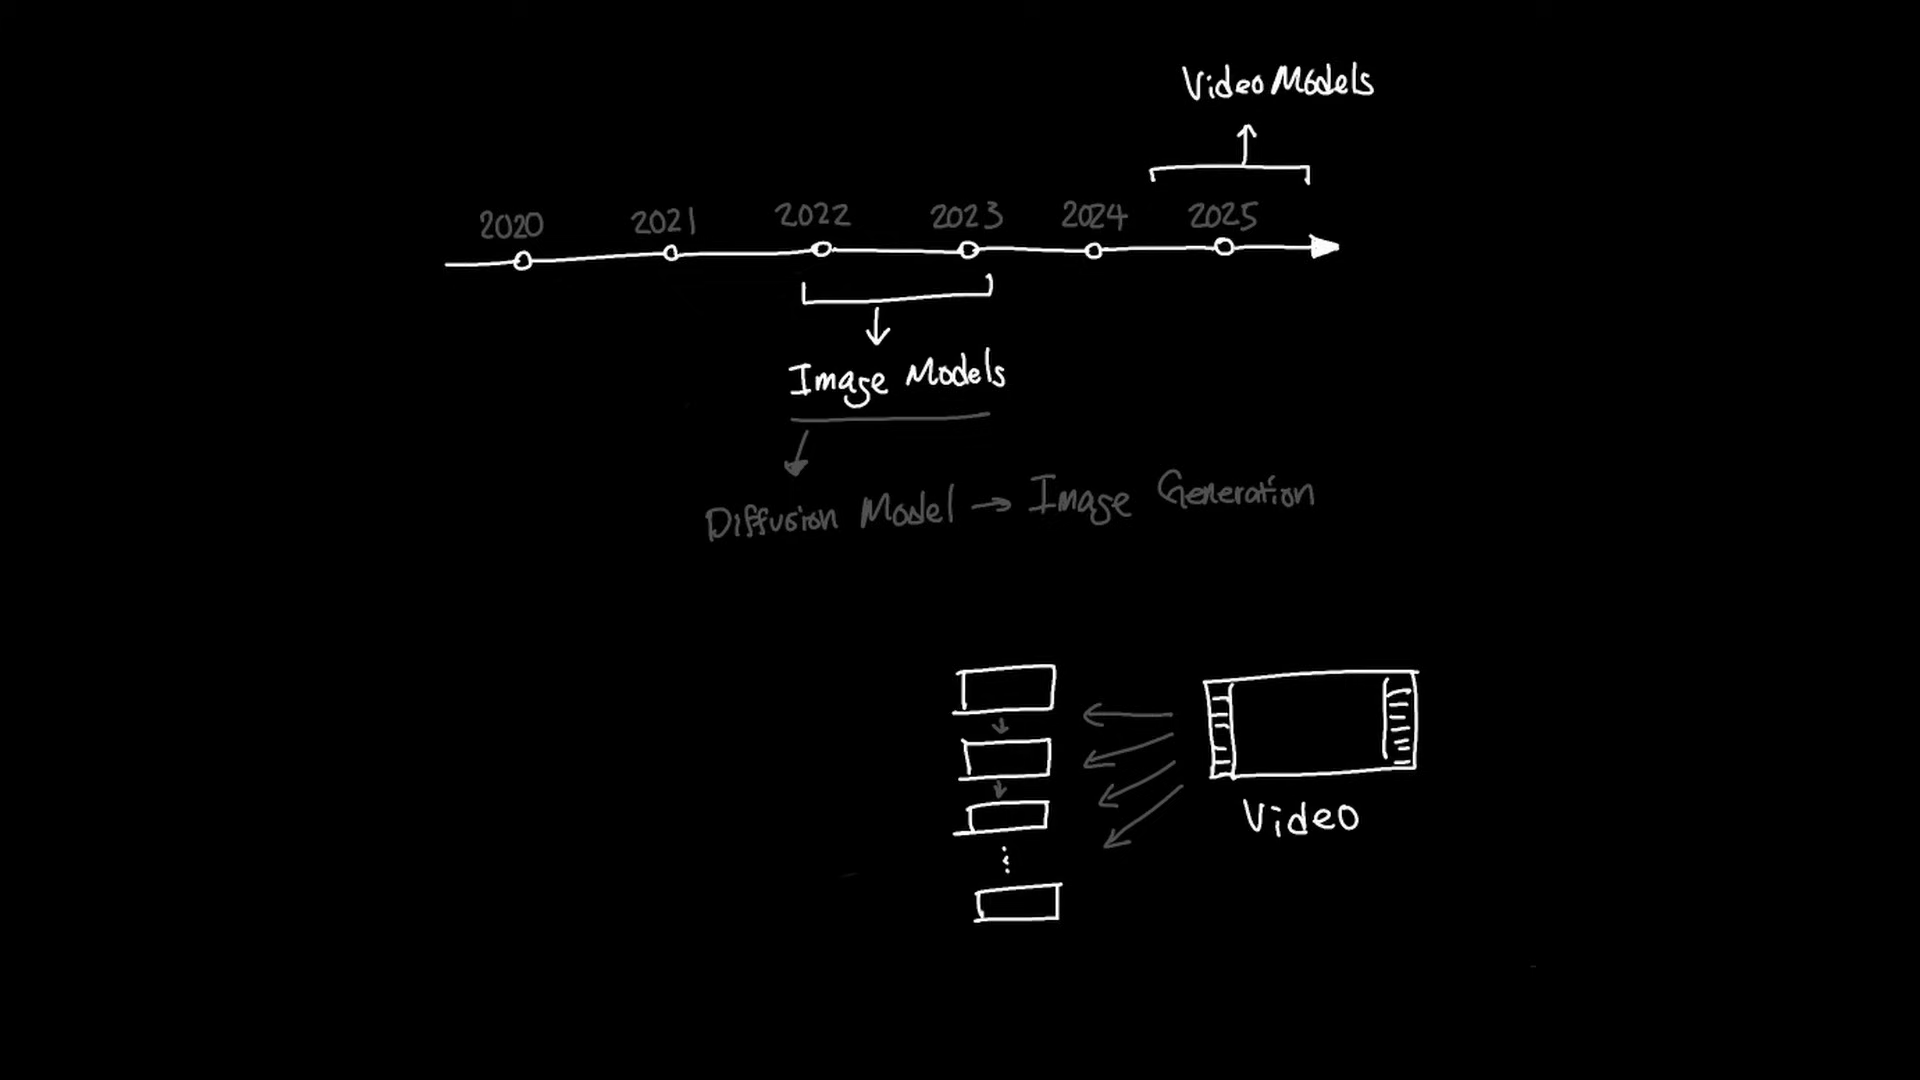 Video Models
2020 2021 2022 2023 2024 2025
Image Models
Diffusion Model → Image Generation
Video